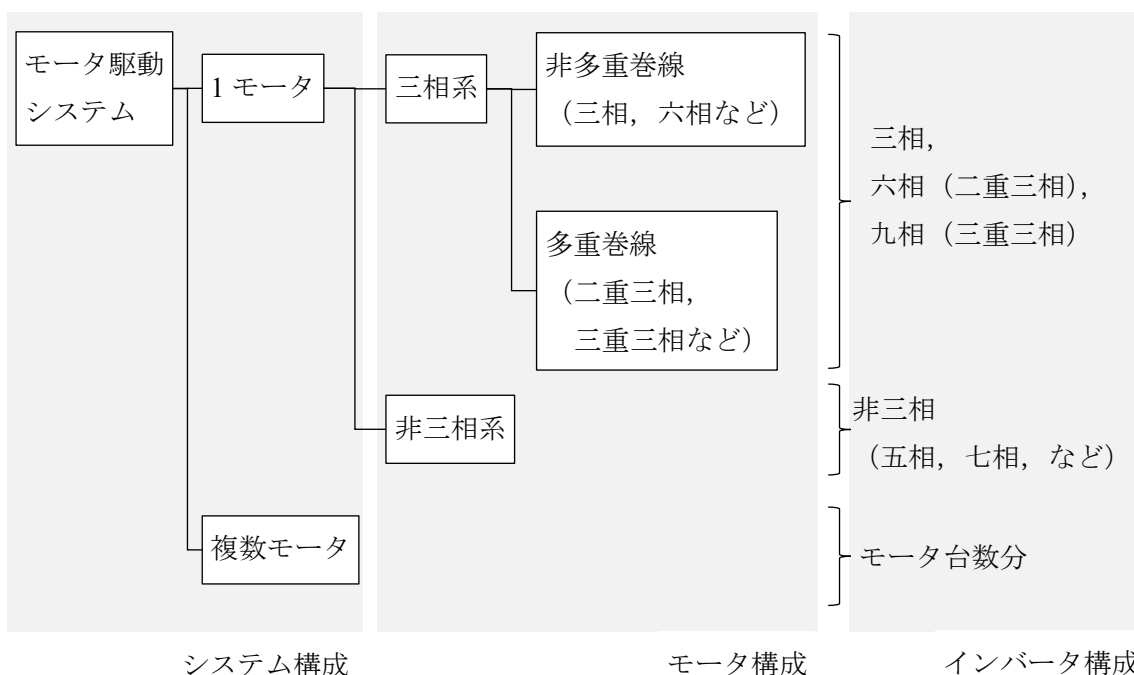 モータ駆動
システム
1 モータ
三相系
非多重巻線
（三相，六相など）
多重巻線
（二重三相，
三重三相など）
非三相系
複数モータ
三相，
六相（二重三相），
九相（三重三相）
非三相
（五相，七相，など）
モータ台数分
システム構成
モータ構成
インバータ構成